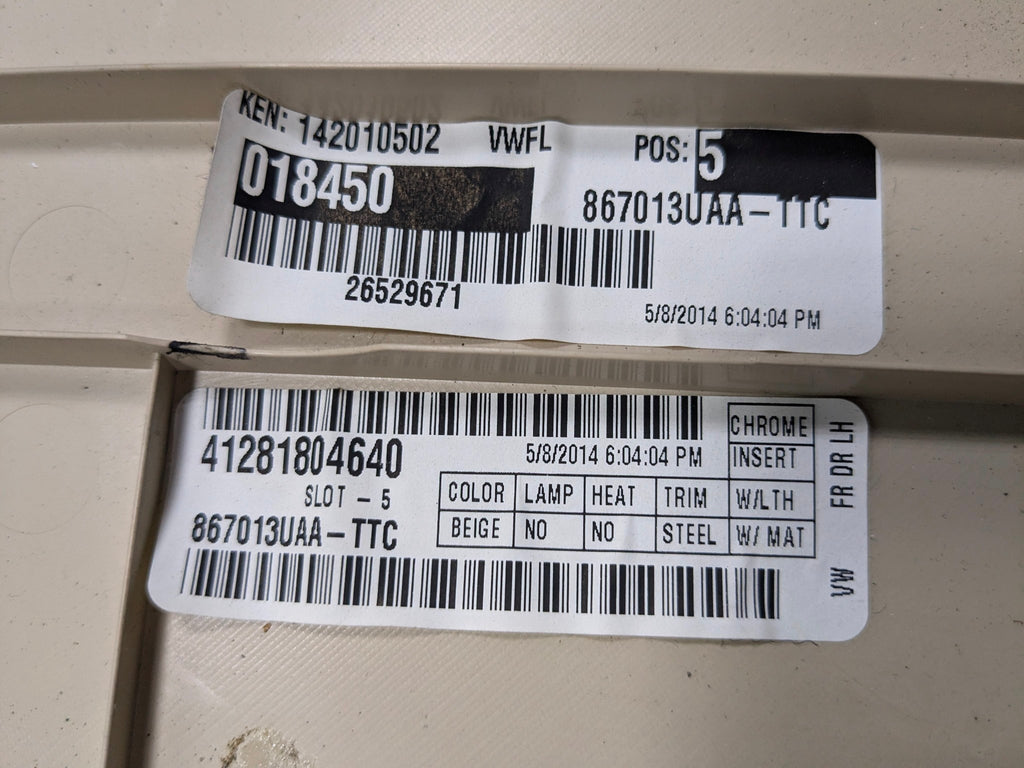 KEN: 142010502 VWFL POS: 5
018450
867013UAA-TTC
26529671
5/8/2014 6:04:04 PM
41281804640
5/8/2014 6:04:04 PM
SLOT - 5
867013UAA-TTC
CHROME
INSERT
COLOR LAMP HEAT TRIM W/LTH
BEIGE NO NO STEEL W/ MAT
VW FR DR LH